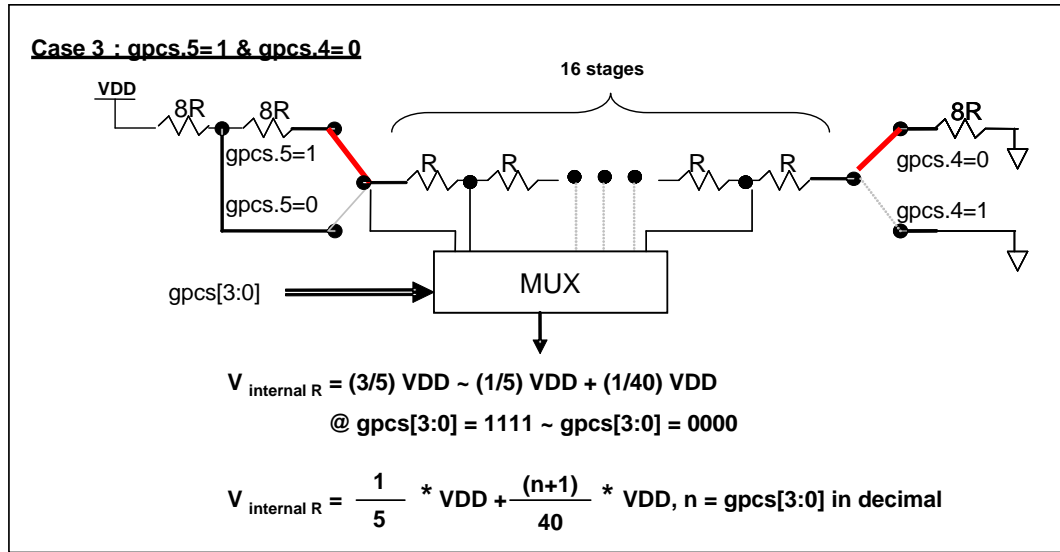 Case 3 : gpcs.5=1 & gpcs.4=0
16 stages
VDD
8R
8R
8R
gpcs.5=1
R
R
R
R
gpcs.4=0
gpcs.5=0
gpcs.4=1
MUX
gpcs[3:0]
V internal R = (3/5) VDD ~ (1/5) VDD + (1/40) VDD
@ gpcs[3:0] = 1111 ~ gpcs[3:0] = 0000
V internal R = 1/5 * VDD + (n+1)/40 * VDD, n = gpcs[3:0] in decimal